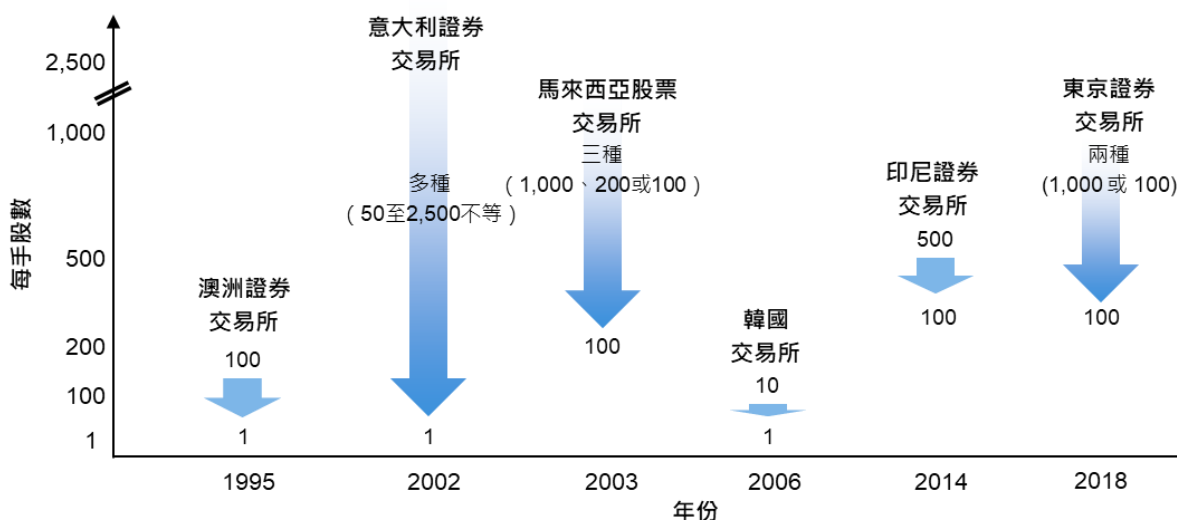 每手股數
2,500
1,000
500
200
100
1
澳洲證券
交易所
100
1
意大利證券
交易所
多種
（50至2,500不等）
1
馬來西亞股票
交易所
三種
（1,000、200或100）
100
韓國
交易所
10
1
印尼證券
交易所
500
100
東京證券
交易所
兩種
(1,000 或 100)
100
1995
2002
2003
2006
2014
2018
年份